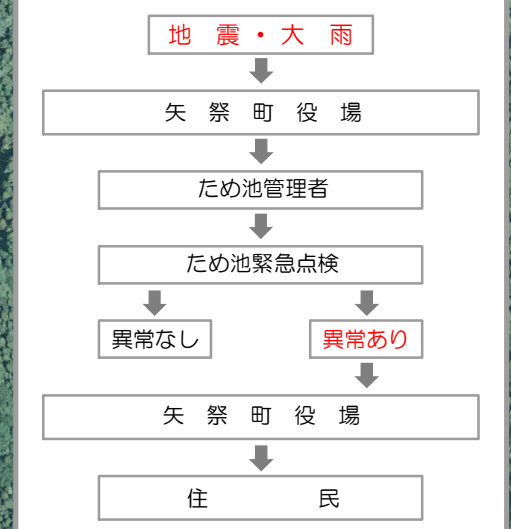 地震・大雨
矢祭町役場
ため池管理者
ため池緊急点検
異常なし 異常あり
矢祭町役場
住民